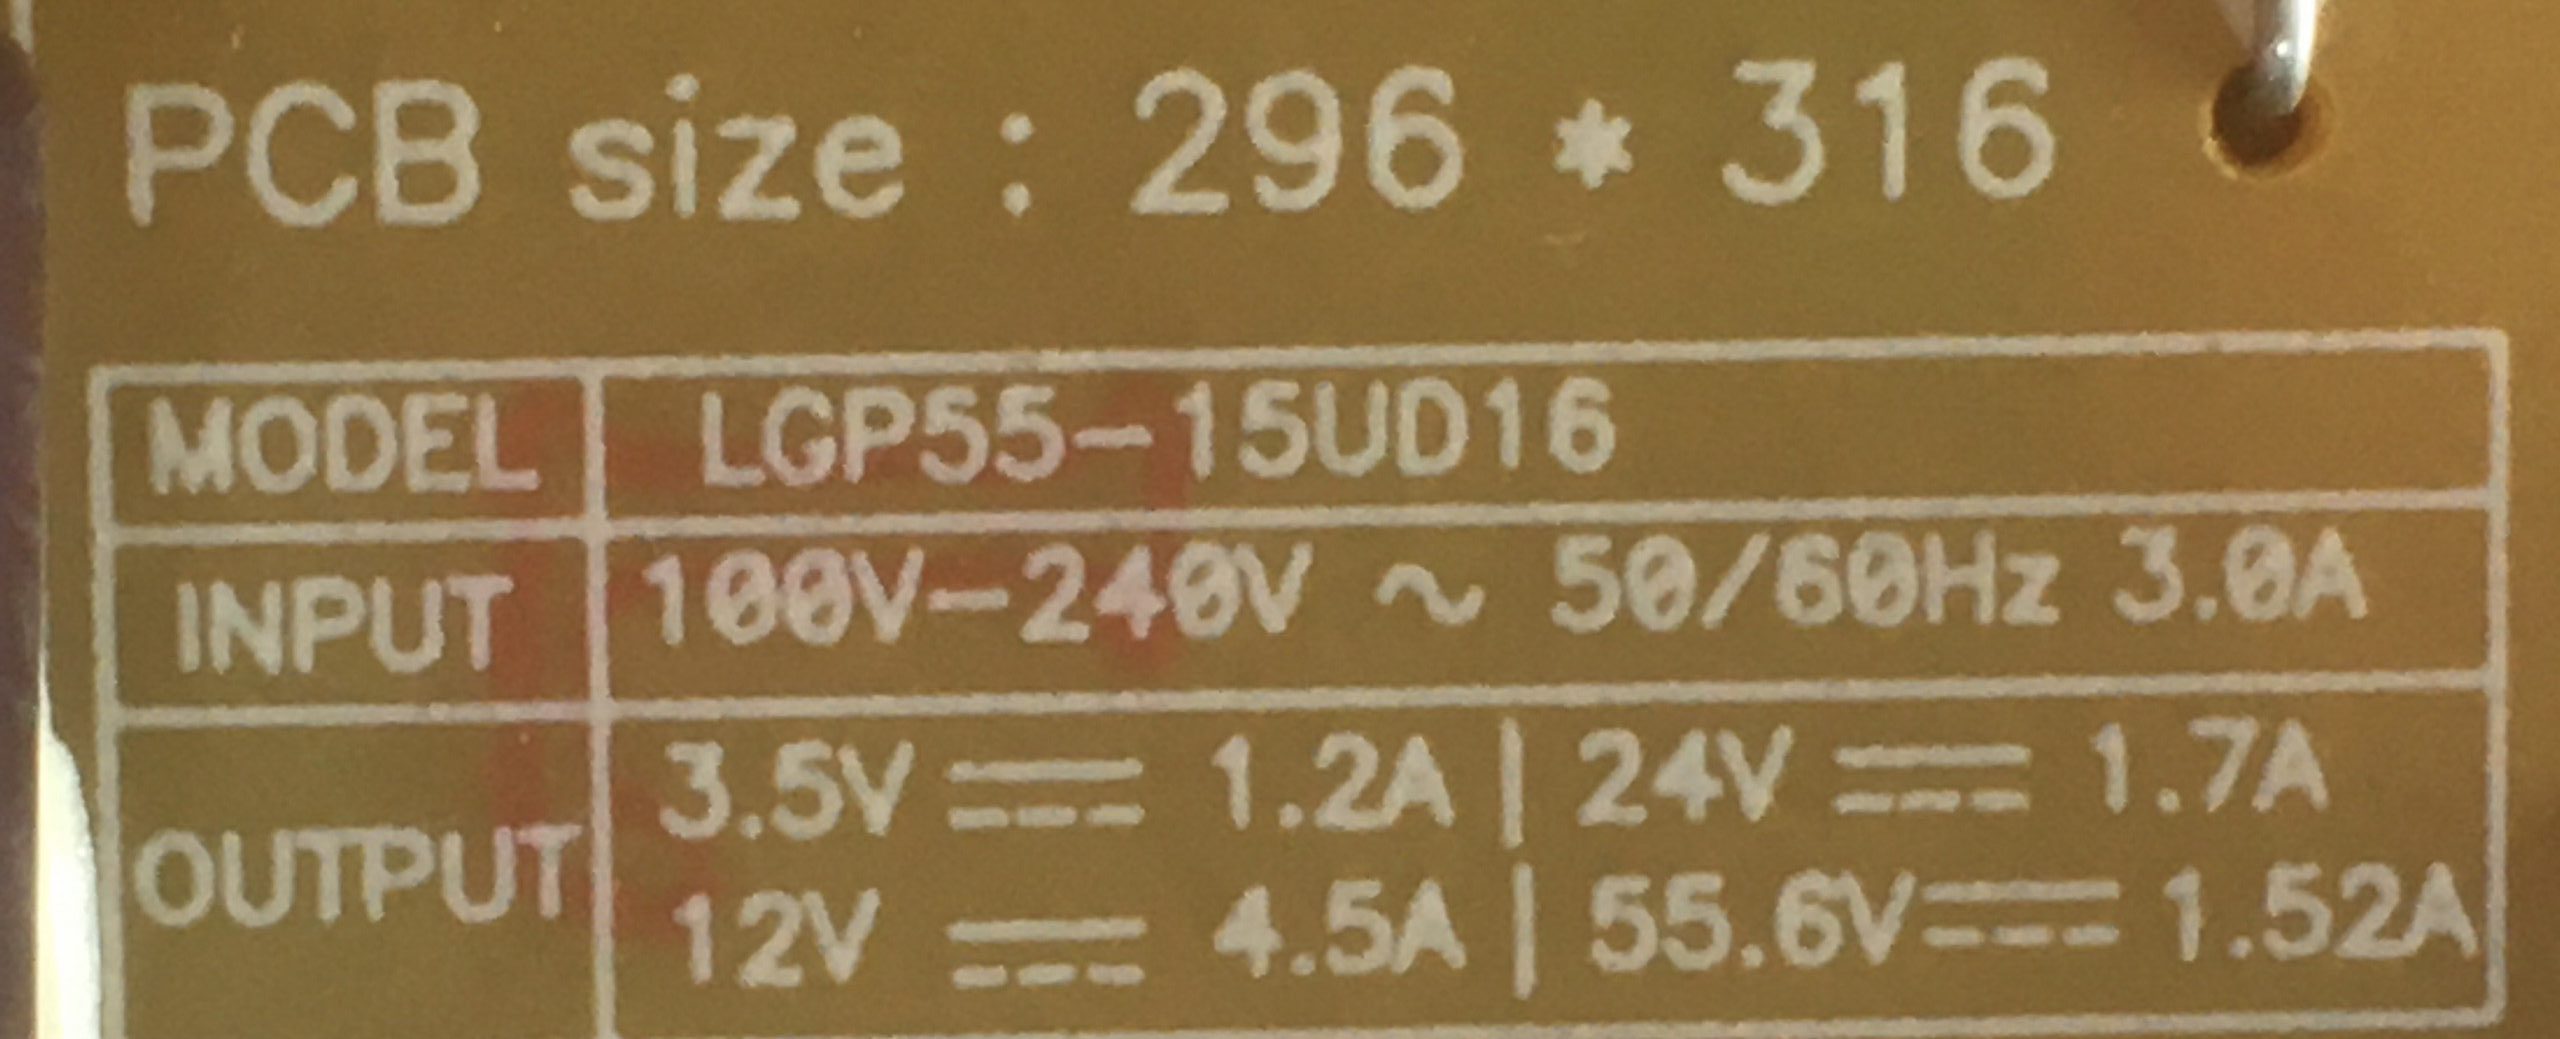 PCB size : 296 * 316
MODEL LGP55-15UD16
INPUT 100V-240V ~ 50/60Hz 3.0A
OUTPUT
3.5V ⎓ 1.2A | 24V ⎓ 1.7A
12V ⎓ 4.5A | 55.6V ⎓ 1.52A